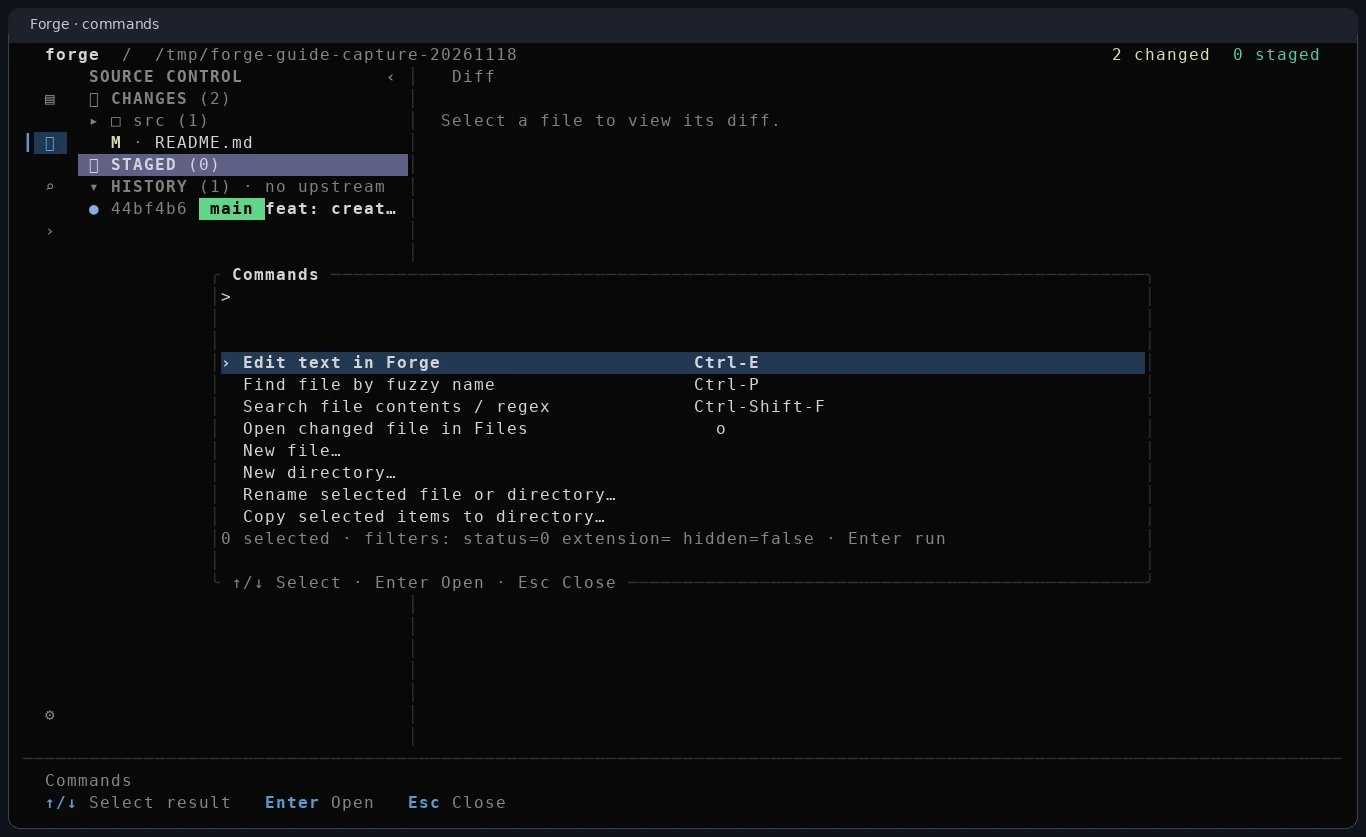 Forge · commands
forge / /tmp/forge-guide-capture-20261118 2 changed 0 staged
SOURCE CONTROL ‹ Diff
CHANGES (2)
▸ □ src (1) Select a file to view its diff.
M · README.md
STAGED (0)
▾ HISTORY (1) · no upstream
● 44bf4b6 main feat: creat…
›
Commands
>
› Edit text in Forge Ctrl-E
Find file by fuzzy name Ctrl-P
Search file contents / regex Ctrl-Shift-F
Open changed file in Files o
New file…
New directory…
Rename selected file or directory…
Copy selected items to directory…
0 selected · filters: status=0 extension= hidden=false · Enter run
↑/↓ Select · Enter Open · Esc Close
Commands
↑/↓ Select result Enter Open Esc Close